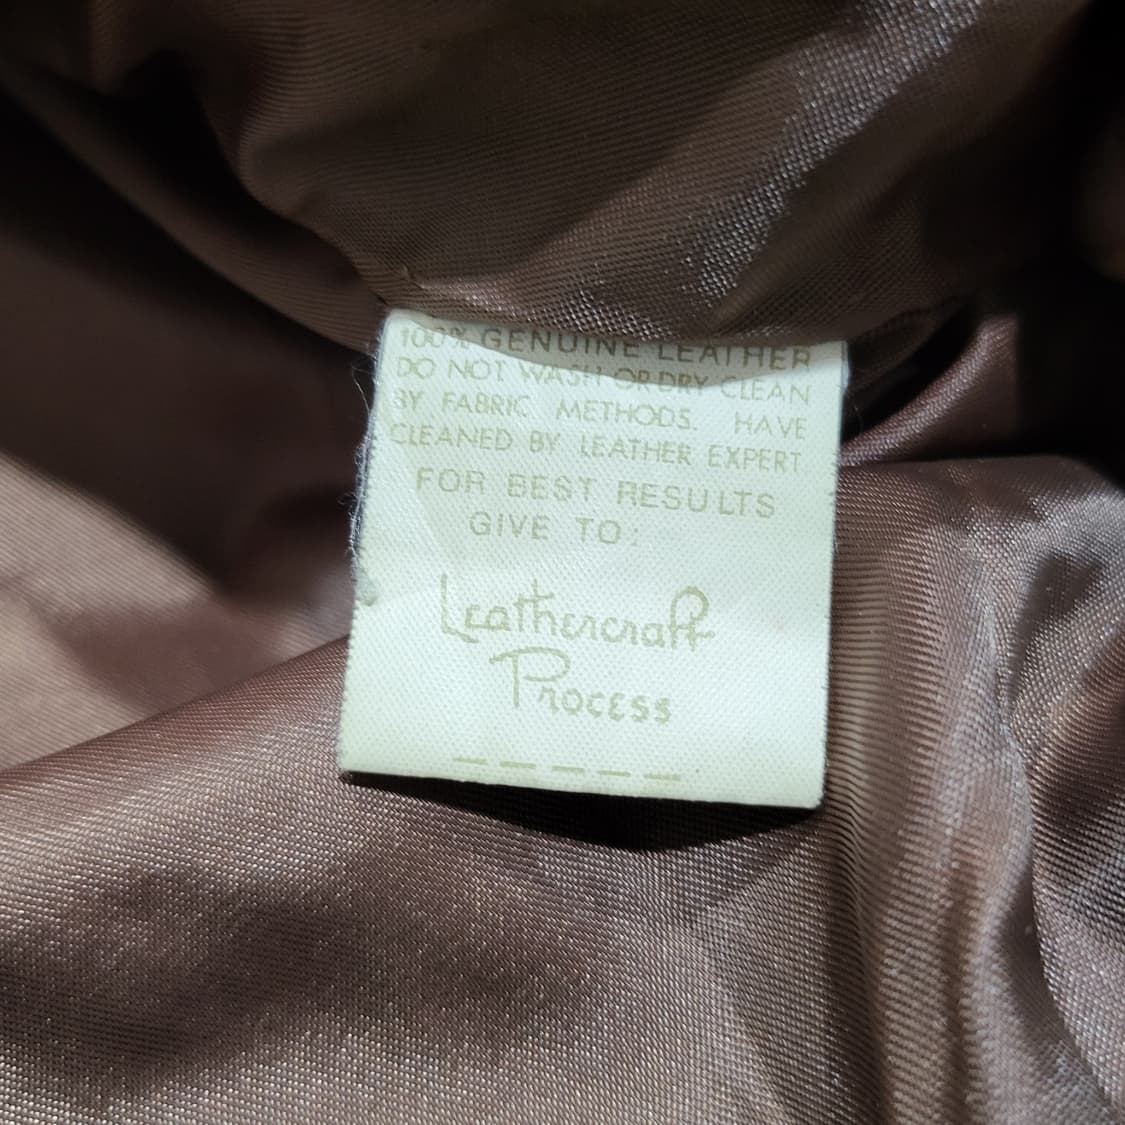 100% GENUINE LEATHER
DO NOT WASH OR DRY CLEAN
BY FABRIC METHODS. HAVE
CLEANED BY LEATHER EXPERT
FOR BEST RESULTS
GIVE TO:
Leathercraft
Process